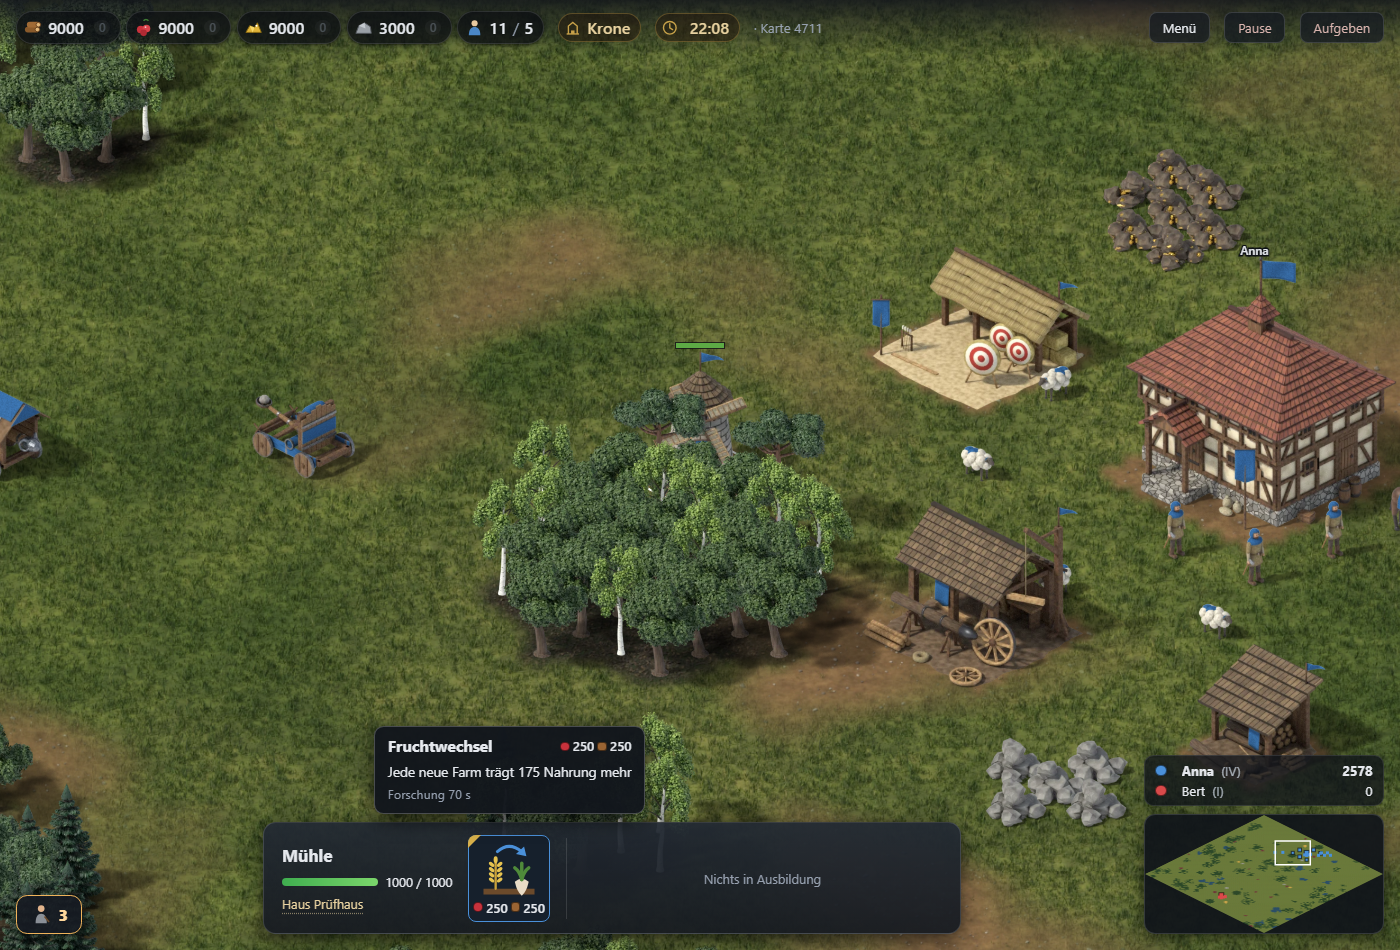 9000 0 9000 0 9000 0 3000 0 11 / 5 Krone 22:08 · Karte 4711 Menü Pause Aufgeben
Anna
Fruchtwechsel 250 250
Jede neue Farm trägt 175 Nahrung mehr
Forschung 70 s
Anna (IV) 2578
Bert (I) 0
Mühle
1000 / 1000
Linie Prüfhaus
250 250
Nichts in Ausbildung
3